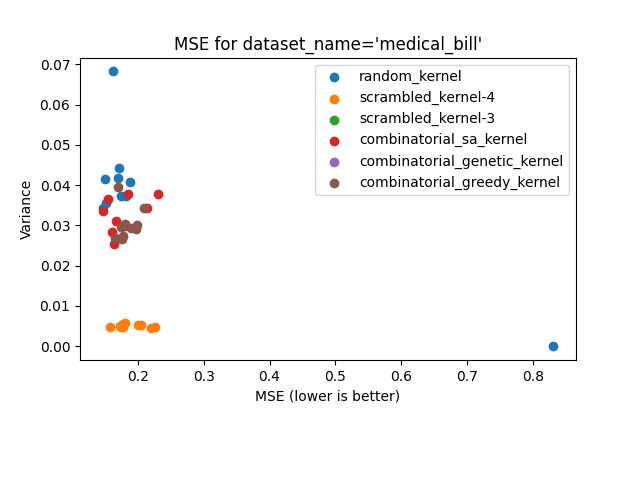 MSE for dataset_name='medical_bill'
random_kernel
scrambled_kernel-4
scrambled_kernel-3
combinatorial_sa_kernel
combinatorial_genetic_kernel
combinatorial_greedy_kernel
Variance
0.07
0.06
0.05
0.04
0.03
0.02
0.01
0.00
0.2 0.3 0.4 0.5 0.6 0.7 0.8
MSE (lower is better)